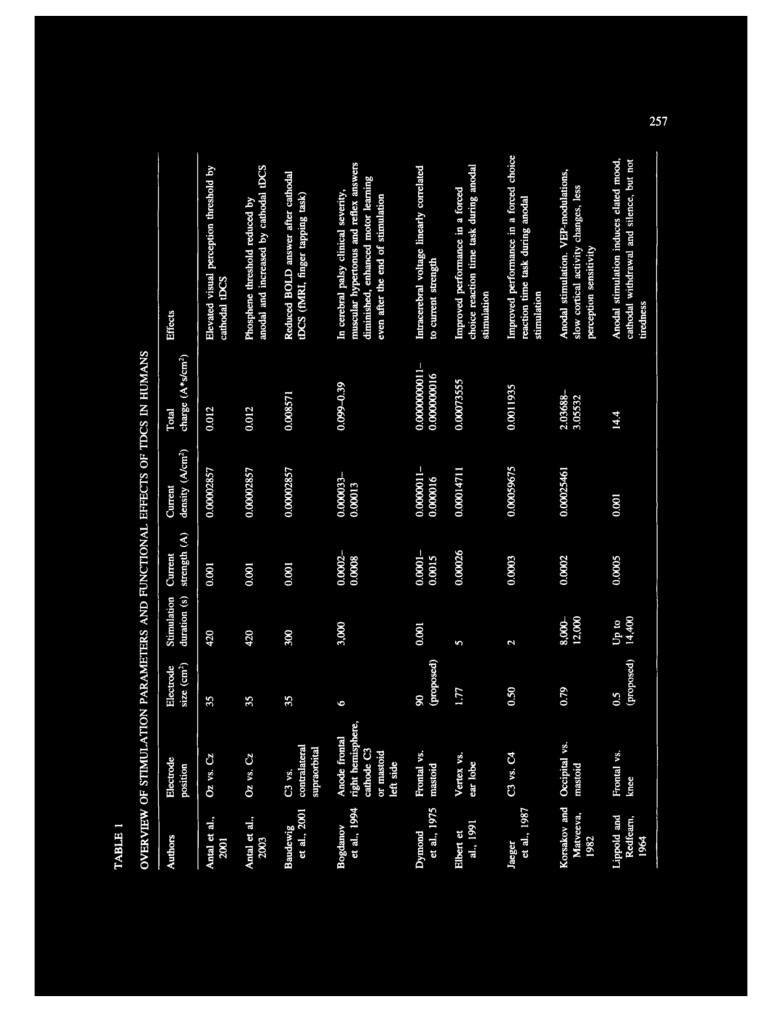 257
TABLE 1
OVERVIEW OF STIMULATION PARAMETERS AND FUNCTIONAL EFFECTS OF TDCS IN HUMANS
Authors Electrode position Stimulation Electrode size (cm²) Stimulation duration (s) Current strength (A) Current density (A/cm²) Total charge (A*s/cm²) Effects
Antal et al., Oz vs. Cz 35 420 0.001 0.00002857 0.012 Elevated visual perception threshold by
2001 cathodal tDCS
Antal et al., Oz vs. Cz 35 420 0.001 0.00002857 0.012 Phosphene threshold reduced by
2003 anodal and increased by cathodal tDCS
Baudewig C3 vs. 35 300 0.001 0.00002857 0.008571 Reduced BOLD answer after cathodal
et al., 2001 contralateral tDCS (fMRI, finger tapping task)
supraorbital
Bogdanov Anode frontal 6 3,000 0.0002– 0.000033– 0.099–0.39 In cerebral palsy clinical severity,
et al., 1994 right hemisphere, 0.0008 0.00013 muscular hypertonus and reflex answers
cathode C3 diminished, enhanced motor learning
or mastoid even after the end of stimulation
left side
Dymond Frontal vs. 90 0.001 0.0001– 0.0000011– 0.0000000011– Intracerebral voltage linearly correlated
et al., 1975 mastoid (proposed) 0.0015 0.000016 0.000000016 to current strength
Elbert et Vertex vs. 1.77 5 0.00026 0.00014711 0.00073555 Improved performance in a forced
al., 1991 ear lobe choice reaction time task during anodal
stimulation
Jaeger C3 vs. C4 0.50 2 0.0003 0.00059675 0.0011935 Improved performance in a forced choice
et al., 1987 reaction time task during anodal
stimulation
Korsakov and Occipital vs. 0.79 8,000– 0.0002 0.00025461 2.03688– Anodal stimulation. VEP-modulations,
Matveeva, mastoid 12,000 3.05532 slow cortical activity changes, less
1982 perception sensitivity
Lippold and Frontal vs. 0.5 Up to 0.0005 0.001 14.4 Anodal stimulation induces elated mood,
Redfearn, knee (proposed) 14,400 cathodal withdrawal and silence, but not
1964 tiredness